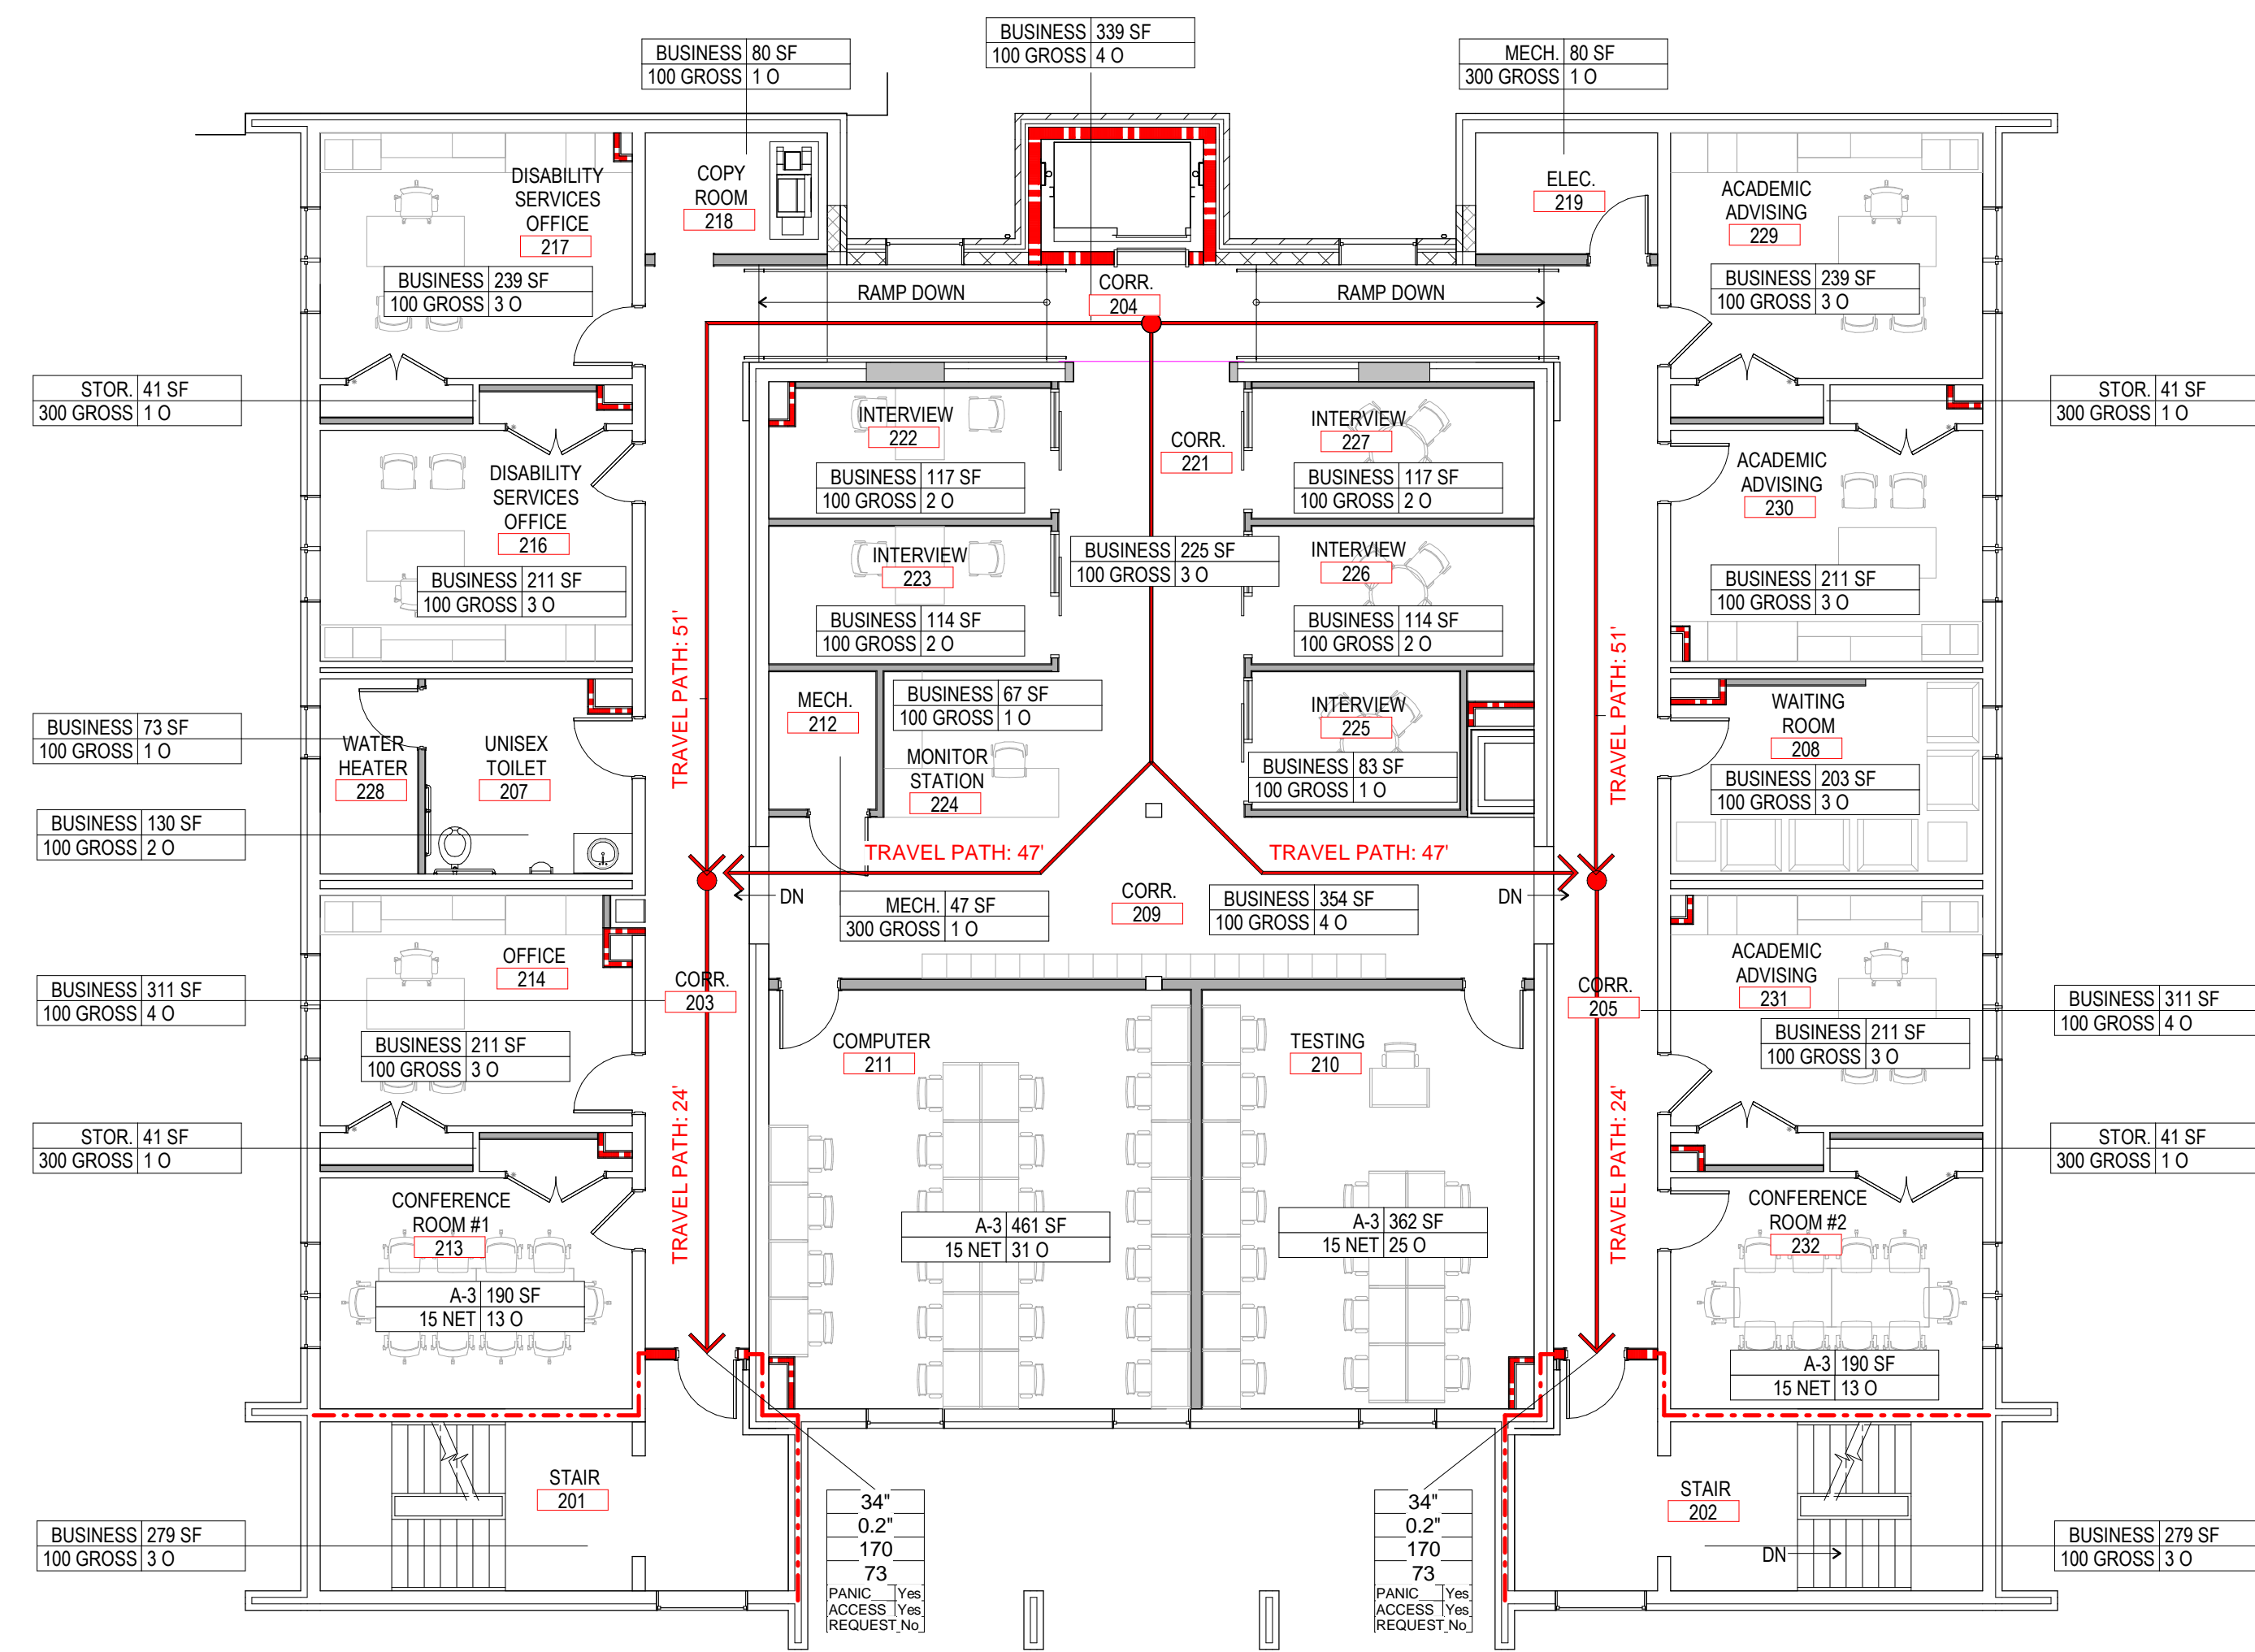 BUSINESS 339 SF
100 GROSS 4 O
BUSINESS 80 SF
100 GROSS 1 O
MECH. 80 SF
300 GROSS 1 O
DISABILITY
SERVICES
OFFICE
217
BUSINESS 239 SF
100 GROSS 3 O
COPY
ROOM
218
ELEC.
219
ACADEMIC
ADVISING
229
BUSINESS 239 SF
100 GROSS 3 O
RAMP DOWN
CORR.
204
RAMP DOWN
STOR. 41 SF
300 GROSS 1 O
STOR. 41 SF
300 GROSS 1 O
INTERVIEW
222
BUSINESS 117 SF
100 GROSS 2 O
CORR.
221
INTERVIEW
227
BUSINESS 117 SF
100 GROSS 2 O
DISABILITY
SERVICES
OFFICE
216
BUSINESS 211 SF
100 GROSS 3 O
ACADEMIC
ADVISING
230
BUSINESS 211 SF
100 GROSS 3 O
INTERVIEW
223
BUSINESS 114 SF
100 GROSS 2 O
BUSINESS 225 SF
100 GROSS 3 O
INTERVIEW
226
BUSINESS 114 SF
100 GROSS 2 O
TRAVEL PATH: 51'
TRAVEL PATH: 51'
BUSINESS 73 SF
100 GROSS 1 O
WATER
HEATER
228
UNISEX
TOILET
207
MECH.
212
BUSINESS 67 SF
100 GROSS 1 O
MONITOR
STATION
224
INTERVIEW
225
BUSINESS 83 SF
100 GROSS 1 O
WAITING
ROOM
208
BUSINESS 203 SF
100 GROSS 3 O
BUSINESS 130 SF
100 GROSS 2 O
TRAVEL PATH: 47'
TRAVEL PATH: 47'
DN
MECH. 47 SF
300 GROSS 1 O
CORR.
209
BUSINESS 354 SF
100 GROSS 4 O
DN
OFFICE
214
BUSINESS 211 SF
100 GROSS 3 O
BUSINESS 311 SF
100 GROSS 4 O
CORR.
203
CORR.
205
ACADEMIC
ADVISING
231
BUSINESS 211 SF
100 GROSS 3 O
BUSINESS 311 SF
100 GROSS 4 O
COMPUTER
211
TESTING
210
STOR. 41 SF
300 GROSS 1 O
TRAVEL PATH: 24'
TRAVEL PATH: 24'
STOR. 41 SF
300 GROSS 1 O
CONFERENCE
ROOM #1
213
A-3 190 SF
15 NET 13 O
A-3 461 SF
15 NET 31 O
A-3 362 SF
15 NET 25 O
CONFERENCE
ROOM #2
232
A-3 190 SF
15 NET 13 O
STAIR
201
BUSINESS 279 SF
100 GROSS 3 O
34"
0.2"
170
73
PANIC Yes
ACCESS Yes
REQUEST No
34"
0.2"
170
73
PANIC Yes
ACCESS Yes
REQUEST No
STAIR
202
DN
BUSINESS 279 SF
100 GROSS 3 O